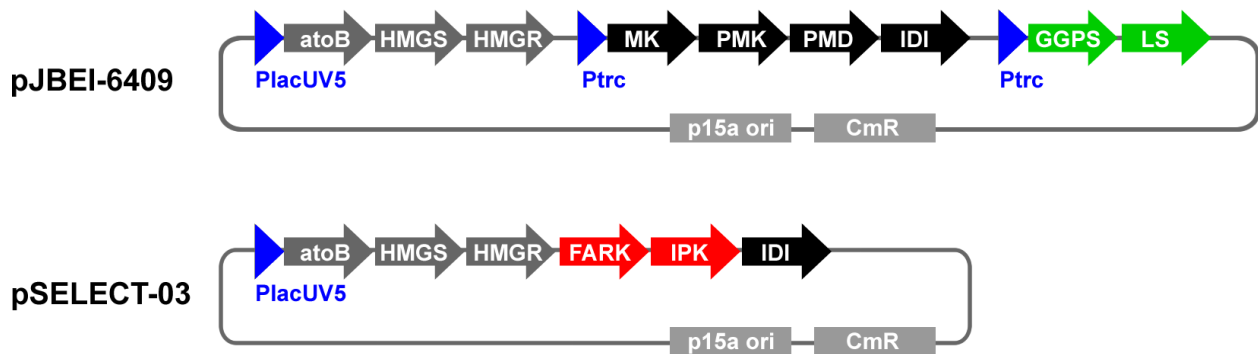 atoB HMGS HMGR MK PMK PMD IDI GGPS LS
pJBEI-6409
PlacUV5 Ptrc Ptrc
p15a ori CmR
atoB HMGS HMGR FARK IPK IDI
pSELECT-03
PlacUV5
p15a ori CmR